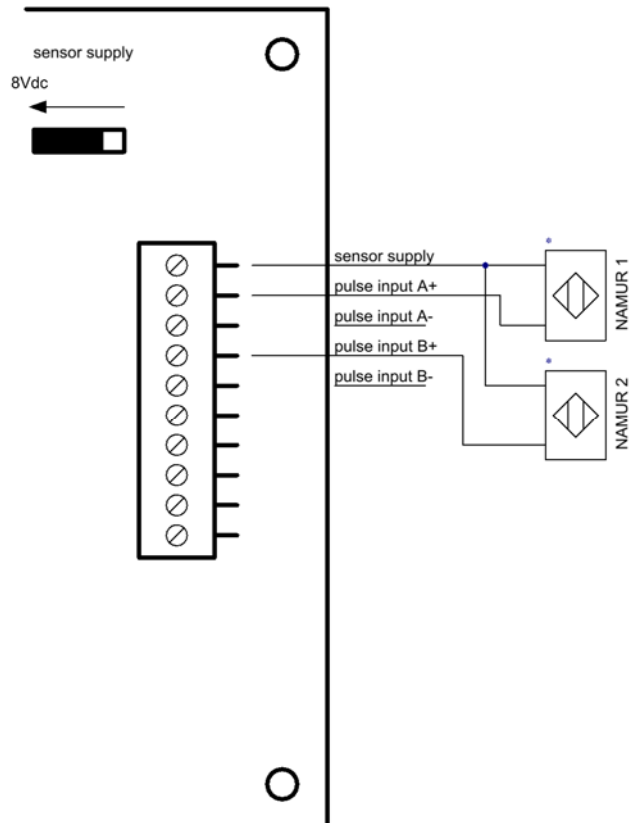 sensor supply
8Vdc
sensor supply
pulse input A+
pulse input A-
pulse input B+
pulse input B-
NAMUR 1
NAMUR 2